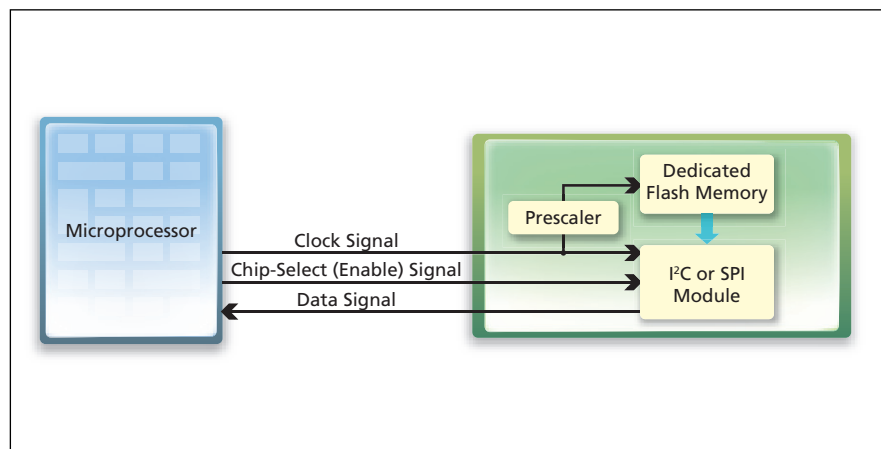 Microprocessor
Clock Signal
Chip-Select (Enable) Signal
Data Signal
Prescaler
Dedicated
Flash Memory
I²C or SPI
Module